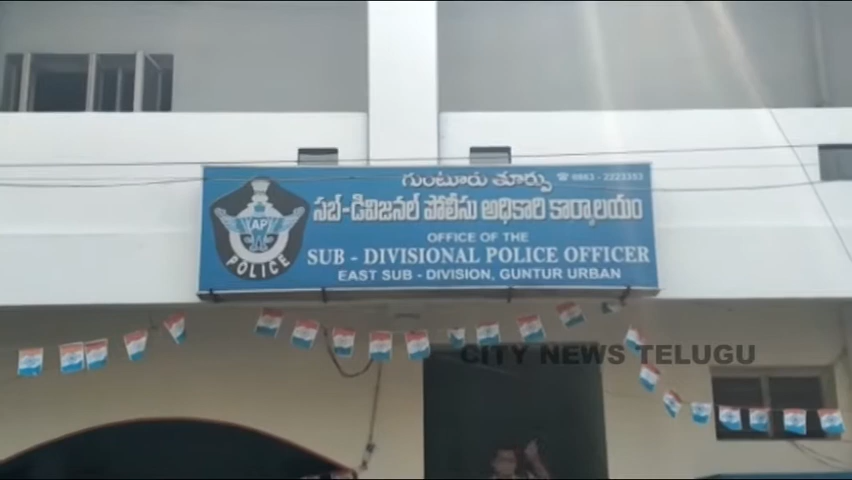 గుంటూరు తూర్పు ☎ 0863 - 2223353
సబ్-డివిజనల్ పోలీసు అధికారి కార్యాలయం
OFFICE OF THE
SUB - DIVISIONAL POLICE OFFICER
EAST SUB - DIVISION, GUNTUR URBAN
AP
POLICE
CITY NEWS TELUGU